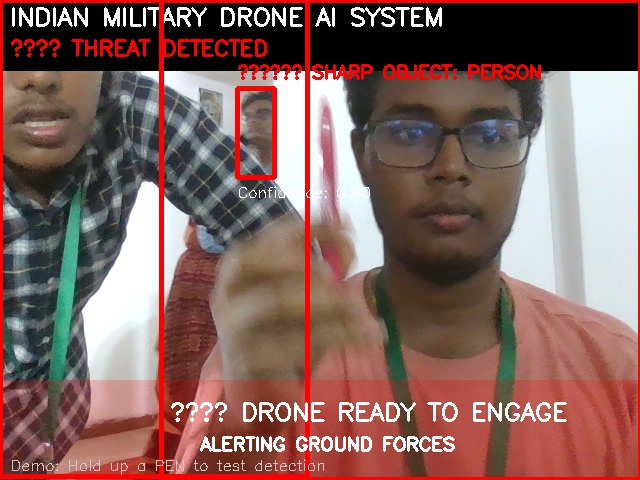 INDIAN MILITARY DRONE AI SYSTEM
???? THREAT DETECTED
?????? SHARP OBJECT: PERSON
Confidence: 0.
???? DRONE READY TO ENGAGE
ALERTING GROUND FORCES
Demo: Hold up a PEN to test detection